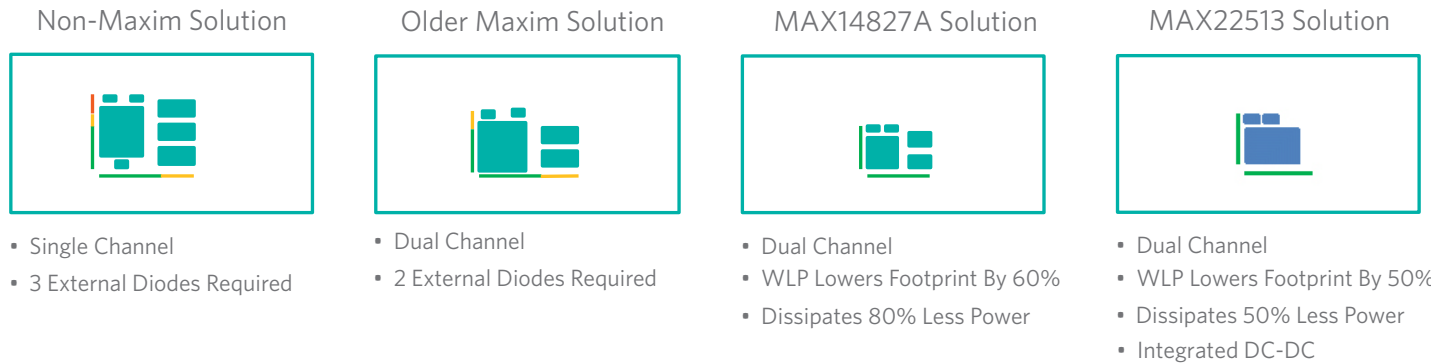 Non-Maxim Solution
• Single Channel
• 3 External Diodes Required
Older Maxim Solution
• Dual Channel
• 2 External Diodes Required
MAX14827A Solution
• Dual Channel
• WLP Lowers Footprint By 60%
• Dissipates 80% Less Power
MAX22513 Solution
• Dual Channel
• WLP Lowers Footprint By 50%
• Dissipates 50% Less Power
• Integrated DC-DC